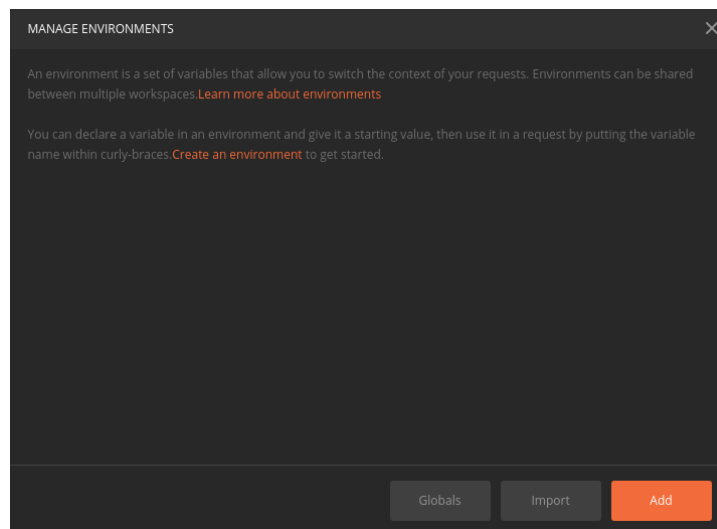 MANAGE ENVIRONMENTS
An environment is a set of variables that allow you to switch the context of your requests. Environments can be shared
between multiple workspaces.Learn more about environments
You can declare a variable in an environment and give it a starting value, then use it in a request by putting the variable
name within curly-braces.Create an environment to get started.
Globals Import Add